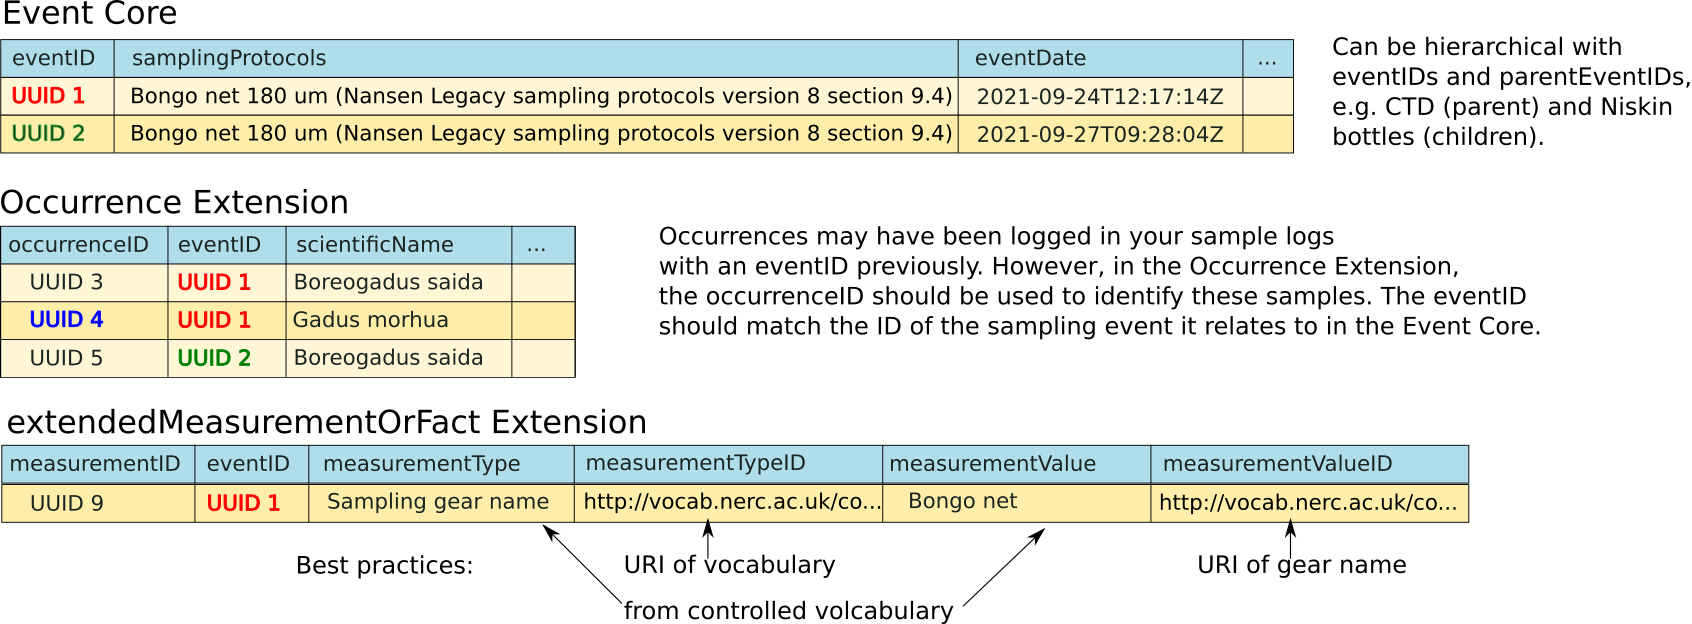 Event Core
eventID samplingProtocols eventDate ...
UUID 1 Bongo net 180 um (Nansen Legacy sampling protocols version 8 section 9.4) 2021-09-24T12:17:14Z
UUID 2 Bongo net 180 um (Nansen Legacy sampling protocols version 8 section 9.4) 2021-09-27T09:28:04Z
Can be hierarchical with
eventIDs and parentEventIDs,
e.g. CTD (parent) and Niskin
bottles (children).
Occurrence Extension
occurrenceID eventID scientificName ...
UUID 3 UUID 1 Boreogadus saida
UUID 4 UUID 1 Gadus morhua
UUID 5 UUID 2 Boreogadus saida
Occurrences may have been logged in your sample logs
with an eventID previously. However, in the Occurrence Extension,
the occurrenceID should be used to identify these samples. The eventID
should match the ID of the sampling event it relates to in the Event Core.
extendedMeasurementOrFact Extension
measurementID eventID measurementType measurementTypeID measurementValue measurementValueID
UUID 9 UUID 1 Sampling gear name http://vocab.nerc.ac.uk/co... Bongo net http://vocab.nerc.ac.uk/co...
Best practices: URI of vocabulary URI of gear name
from controlled volcabulary